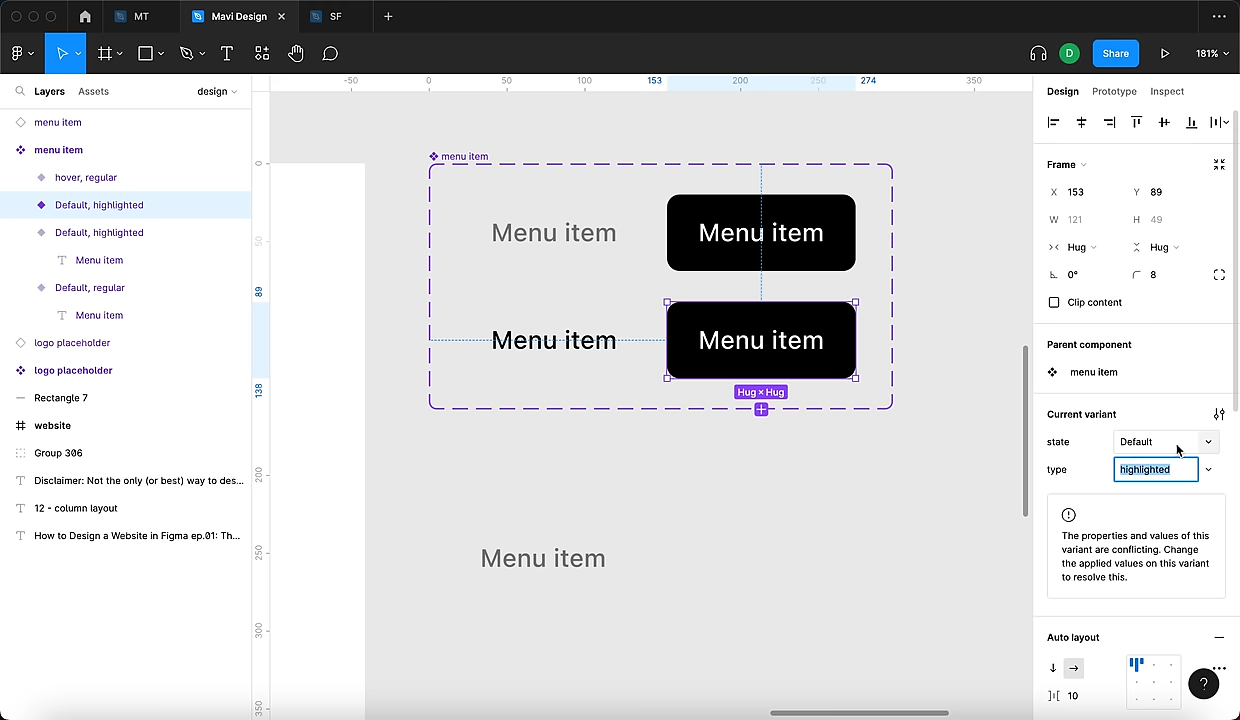 MT
Mavi Design
SF
D
Share
181%
Layers
Assets
design
-50
0
50
100
153
200
250
274
350
Design
Prototype
Inspect
menu item
menu item
hover, regular
Default, highlighted
Default, highlighted
Menu item
Default, regular
Menu item
logo placeholder
logo placeholder
Rectangle 7
website
Group 306
Disclaimer: Not the only (or best) way to des...
12 - column layout
How to Design a Website in Figma ep.01: Th...
0
50
89
138
200
250
300
350
menu item
Menu item
Menu item
Menu item
Menu item
Hug × Hug
Menu item
Frame
X 153
Y 89
W 121
H 49
Hug
Hug
0°
8
Clip content
Parent component
menu item
Current variant
state
Default
type
highlighted
The properties and values of this
variant are conflicting. Change
the applied values on this variant
to resolve this.
Auto layout
10
?